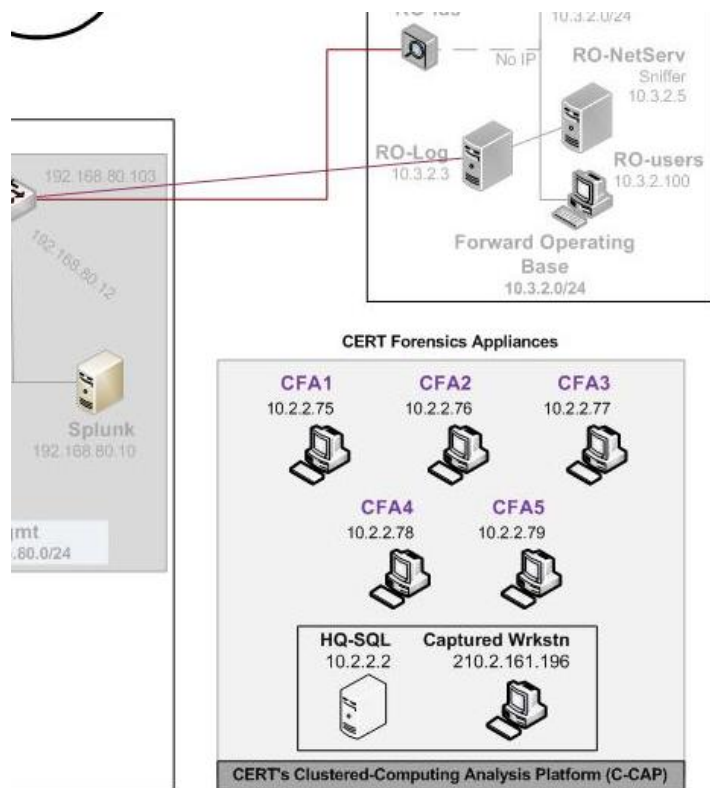 10.3.2.0/24
No IP
RO-NetServ
Sniffer
10.3.2.5
RO-Log
10.3.2.3
RO-users
10.3.2.100
Forward Operating
Base
10.3.2.0/24
192.168.80.103
192.168.80.12
Splunk
192.168.80.10
gmt
.80.0/24
CERT Forensics Appliances
CFA1
10.2.2.75
CFA2
10.2.2.76
CFA3
10.2.2.77
CFA4
10.2.2.78
CFA5
10.2.2.79
HQ-SQL
10.2.2.2
Captured Wrkstn
210.2.161.196
CERT's Clustered-Computing Analysis Platform (C-CAP)